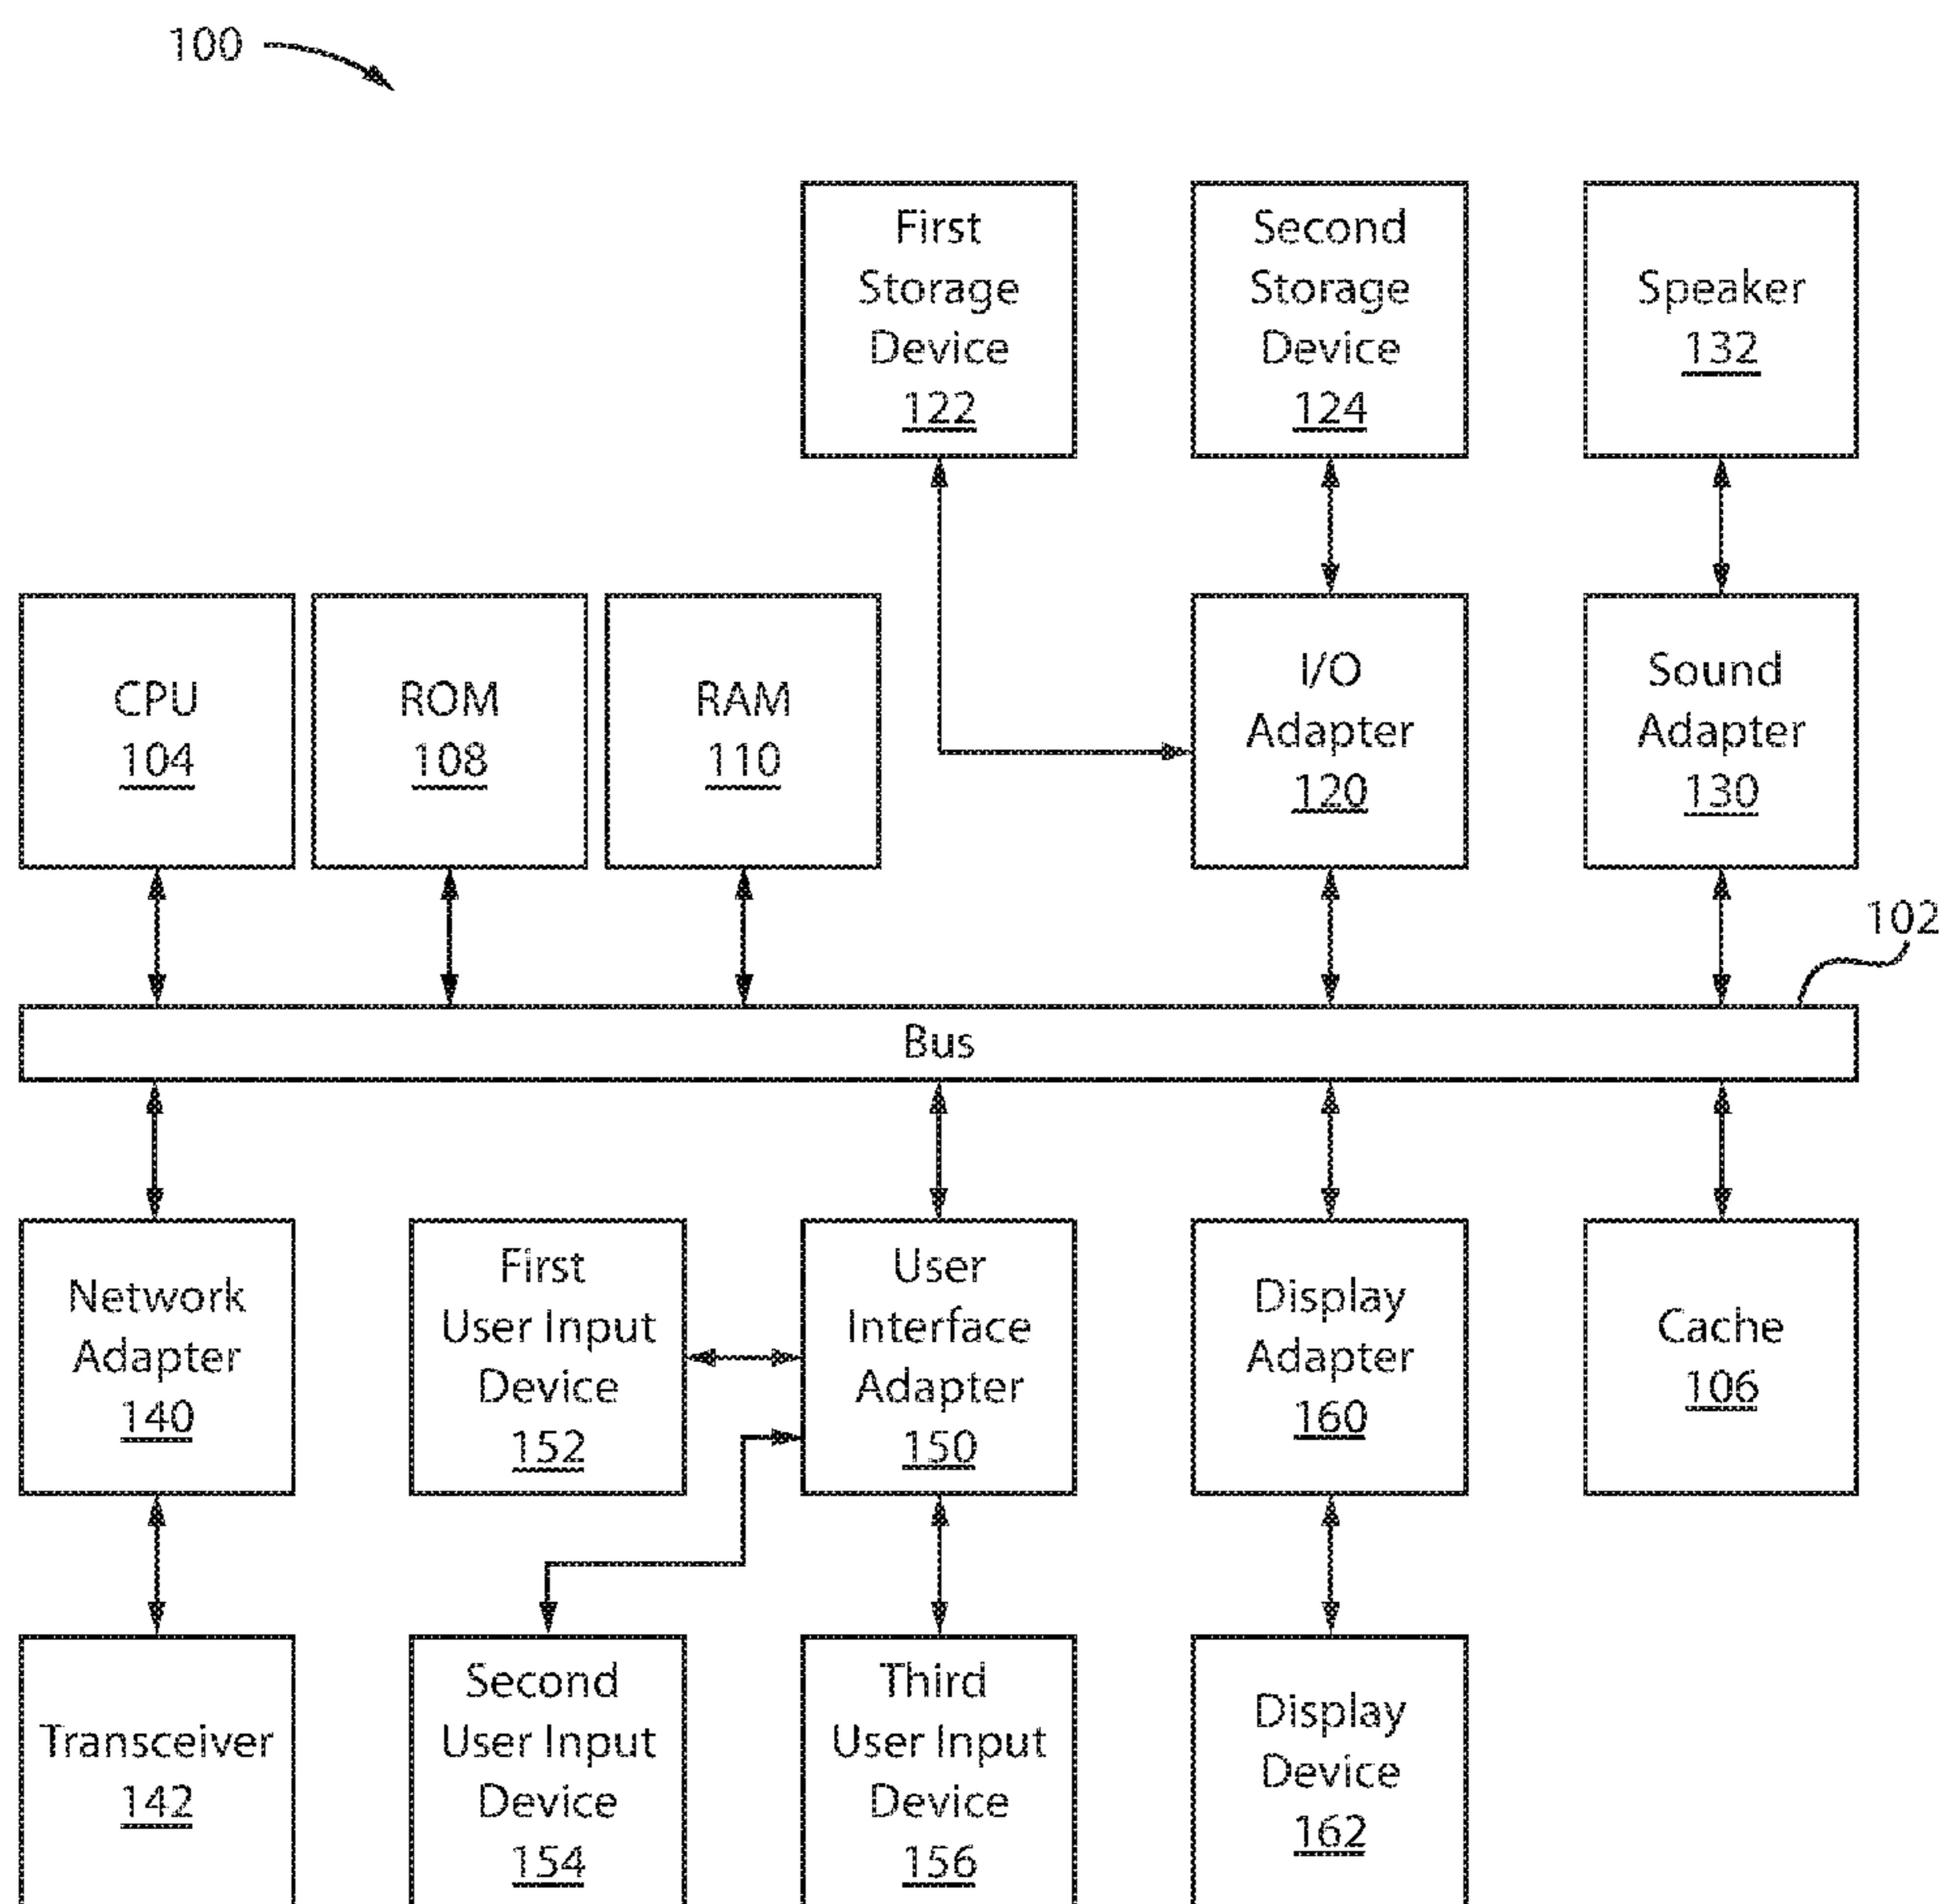 100
First
Storage
Device
122
Second
Storage
Device
124
Speaker
132
CPU
104
ROM
108
RAM
110
I/O
Adapter
120
Sound
Adapter
130
102
Bus
Network
Adapter
140
First
User Input
Device
152
User
Interface
Adapter
150
Display
Adapter
160
Cache
106
Transceiver
142
Second
User Input
Device
154
Third
User Input
Device
156
Display
Device
162